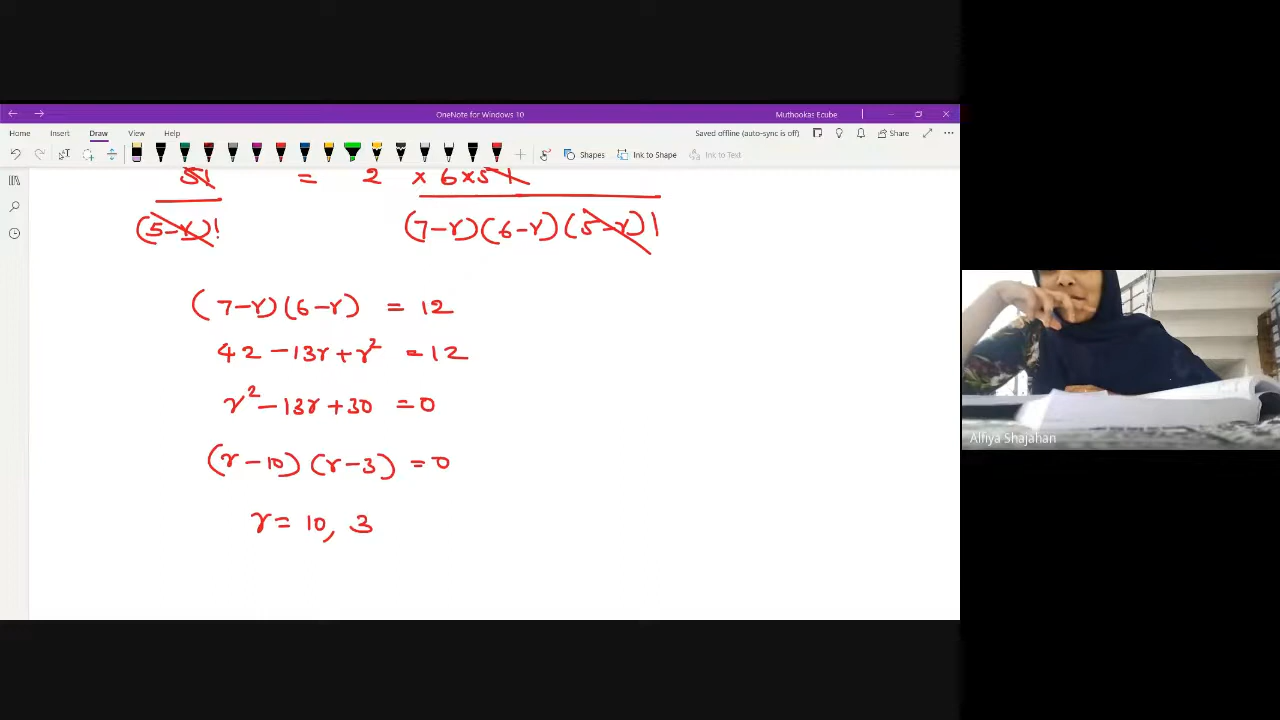 OneNote for Windows 10
Muthookas Ecube
Home Insert Draw View Help
Saved offline (auto-sync is off)
Share
Shapes
Ink to Shape
Ink to Text
5! = 2 × 6×5!
(5-r)! (7-r)(6-r)(5-r)!
(7-r)(6-r) = 12
42 -13r+r² =12
r²-13r+30 =0
(r-10)(r-3) =0
r= 10, 3
Alfiya Shajahan